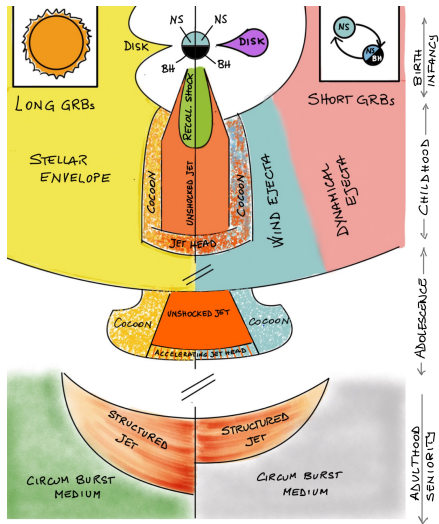 NS
NS
DISK
DISK
BH
BH
LONG GRBs
NS
NS
BH
SHORT GRBs
RECOLL. SHOCK
STELLAR
ENVELOPE
COCOON
UNSHOCKED JET
COCOON
WIND EJECTA
DYNAMICAL
EJECTA
JET HEAD
COCOON
UNSHOCKED JET
COCOON
ACCELERATING JET HEAD
STRUCTURED
JET
STRUCTURED
JET
CIRCUM BURST
MEDIUM
CIRCUM BURST
MEDIUM
BIRTH
INFANCY
CHILDHOOD
ADOLESCENCE
ADULTHOOD
SENIORITY